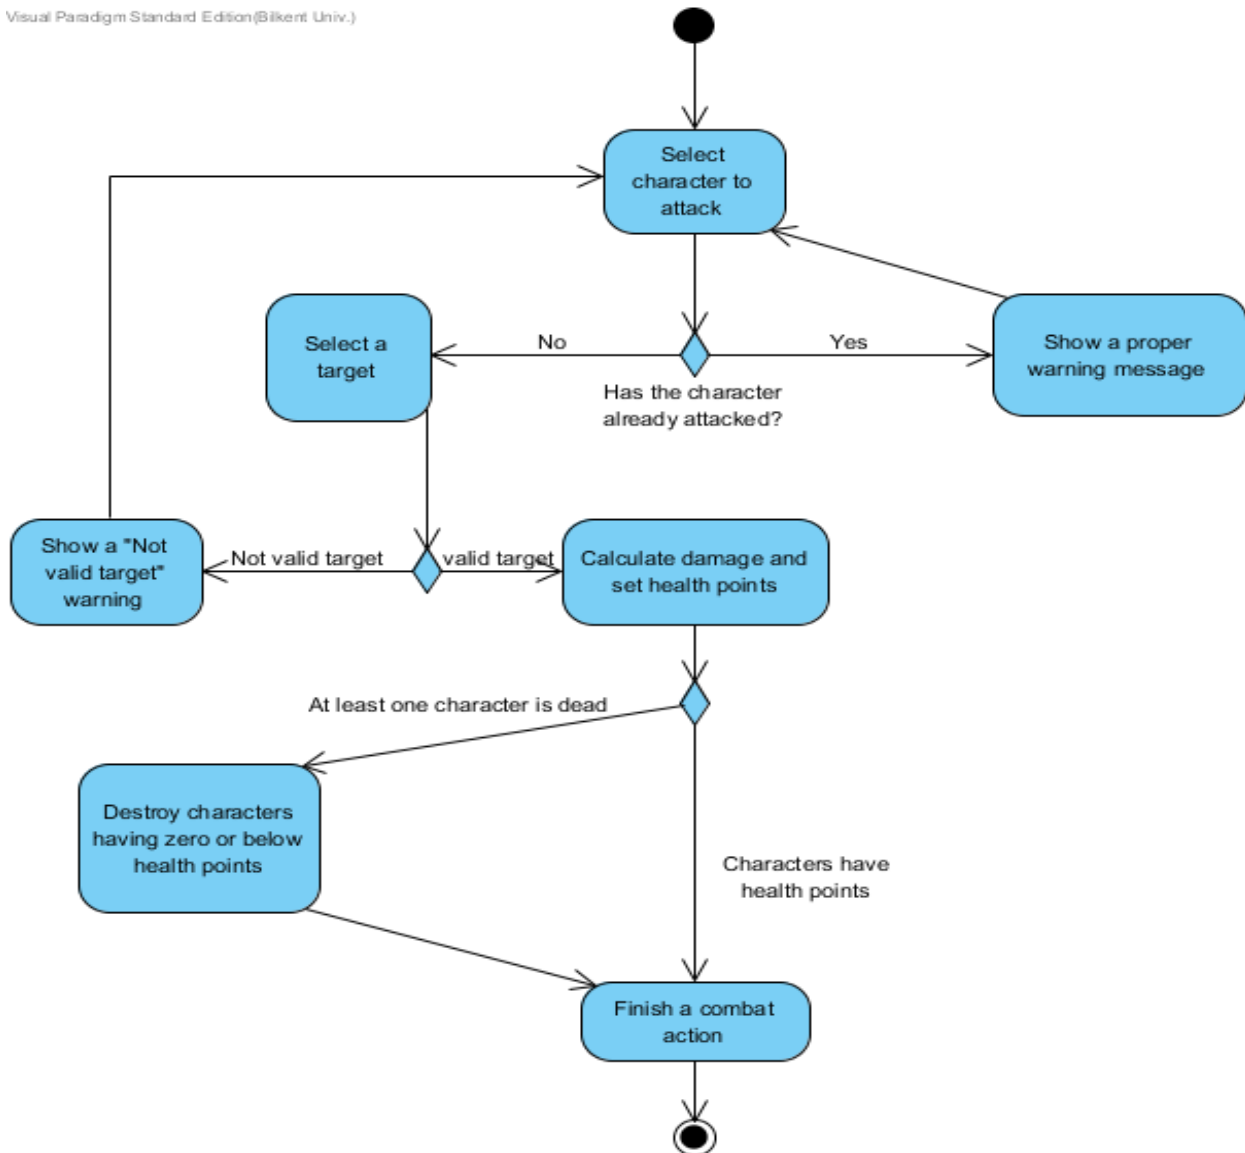 Visual Paradigm Standard Edition(Bilkent Univ.)
Select
character to
attack
Select a
target
No
Yes
Show a proper
warning message
Has the character
already attacked?
Show a "Not
valid target"
warning
Not valid target
valid target
Calculate damage and
set health points
At least one character is dead
Destroy characters
having zero or below
health points
Characters have
health points
Finish a combat
action